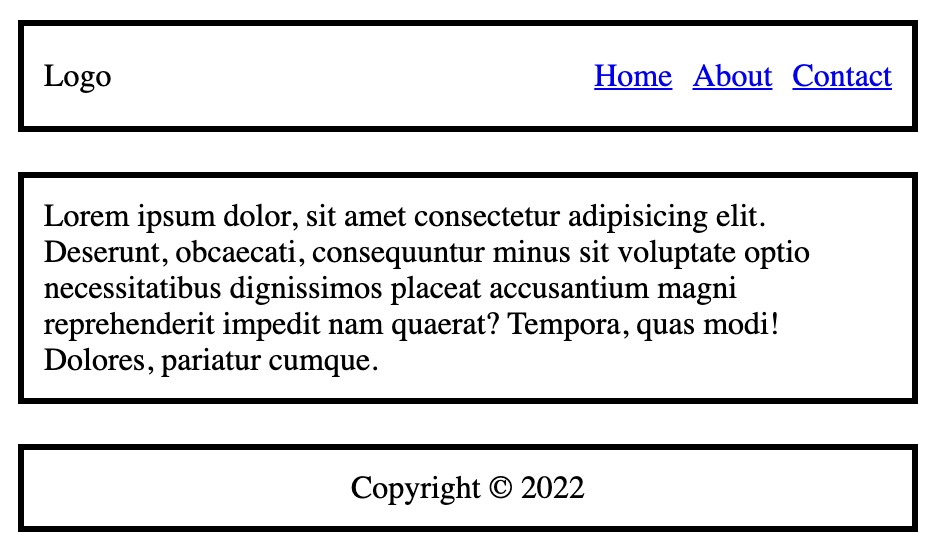 Logo Home About Contact
Lorem ipsum dolor, sit amet consectetur adipisicing elit.
Deserunt, obcaecati, consequuntur minus sit voluptate optio
necessitatibus dignissimos placeat accusantium magni
reprehenderit impedit nam quaerat? Tempora, quas modi!
Dolores, pariatur cumque.
Copyright © 2022